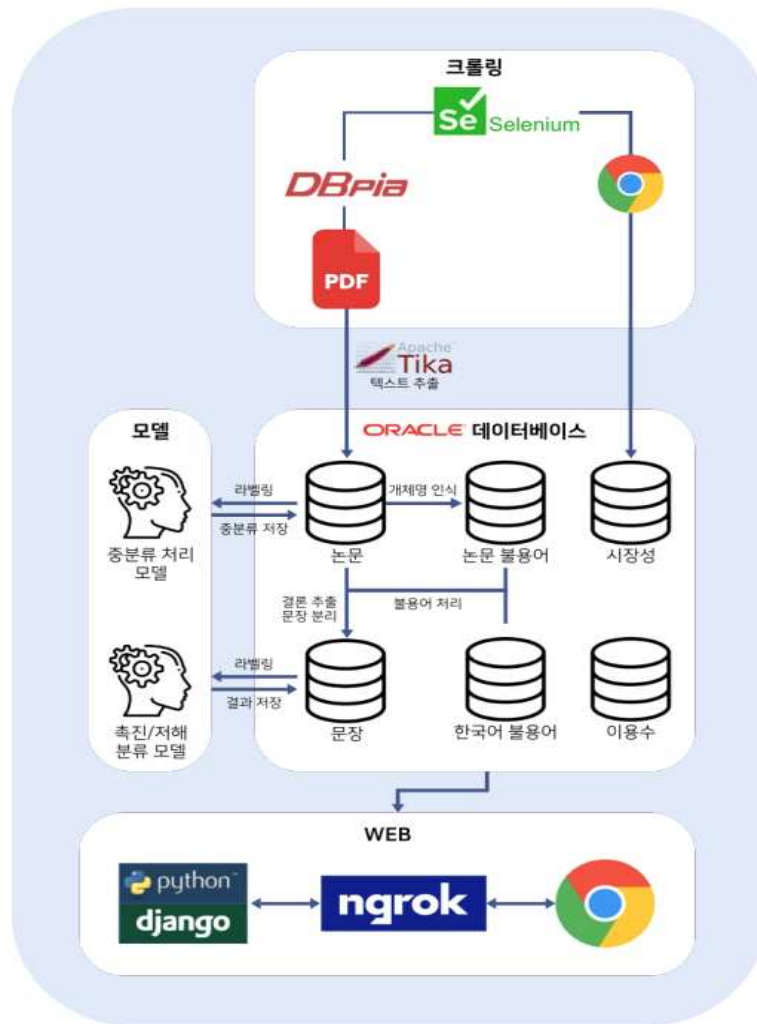 크롤링
Se Selenium
DBpia
PDF
Apache™
Tika
텍스트 추출
모델
ORACLE 데이터베이스
라벨링
개체명 인식
중분류 저장
중분류 처리
모델
논문
논문 불용어
시장성
결론 추출
문장 분리
불용어 처리
라벨링
결과 저장
촉진/저해
분류 모델
문장
한국어 불용어
이용수
WEB
python™
django
ngrok